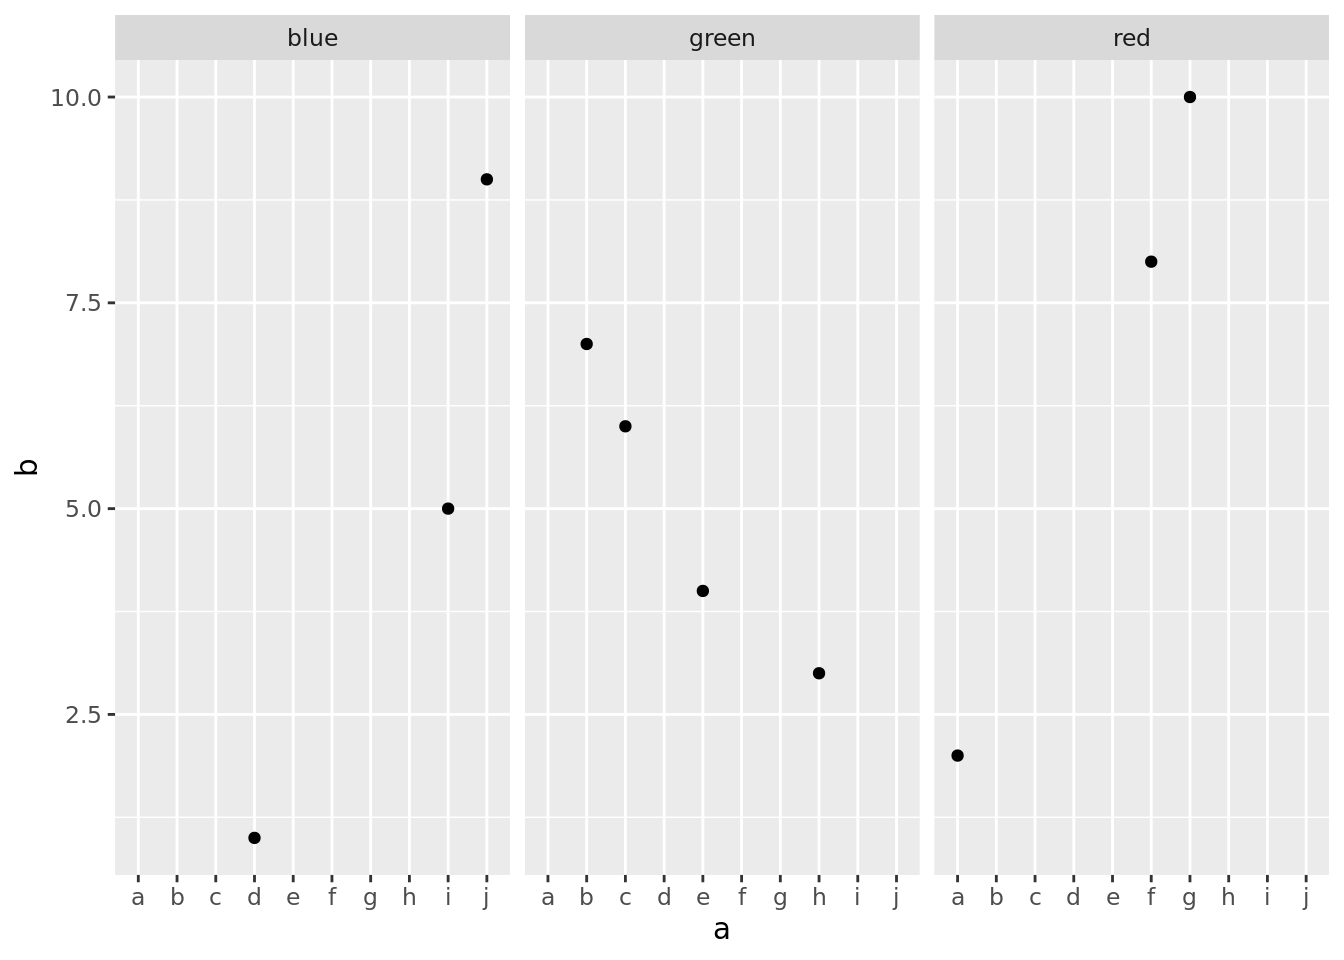 blue green red
10.0
7.5
5.0
2.5
b
a b c d e f g h i j a b c d e f g h i j a b c d e f g h i j
a